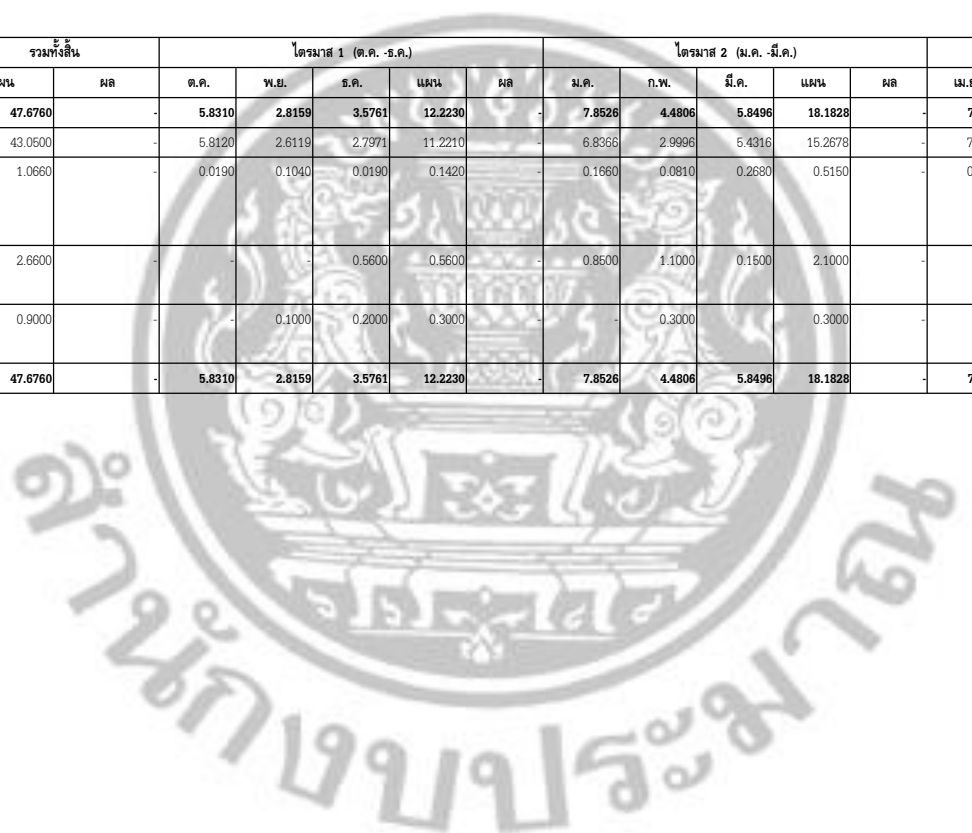 รวมทั้งสิ้น ไตรมาส 1 (ต.ค. -ธ.ค.) ไตรมาส 2 (ม.ค. -มี.ค.)
ผล ต.ค. พ.ย. ธ.ค. แผน ผล ม.ค. ก.พ. มี.ค. แผน ผล
47.6760 - 5.8310 2.8159 3.5761 12.2230 - 7.8526 4.4806 5.8496 18.1828 - 7
43.0500 - 5.8120 2.6119 2.7971 11.2210 - 6.8366 2.9996 5.4316 15.2678 - 7
1.0660 - 0.0190 0.1040 0.0190 0.1420 - 0.1660 0.0810 0.2680 0.5150 - 0
2.6600 - - - 0.5600 0.5600 - 0.8500 1.1000 0.1500 2.1000 -
0.9000 - - 0.1000 0.2000 0.3000 - - 0.3000 0.3000 -
47.6760 - 5.8310 2.8159 3.5761 12.2230 - 7.8526 4.4806 5.8496 18.1828 - 7
สำนักงบประมาณ